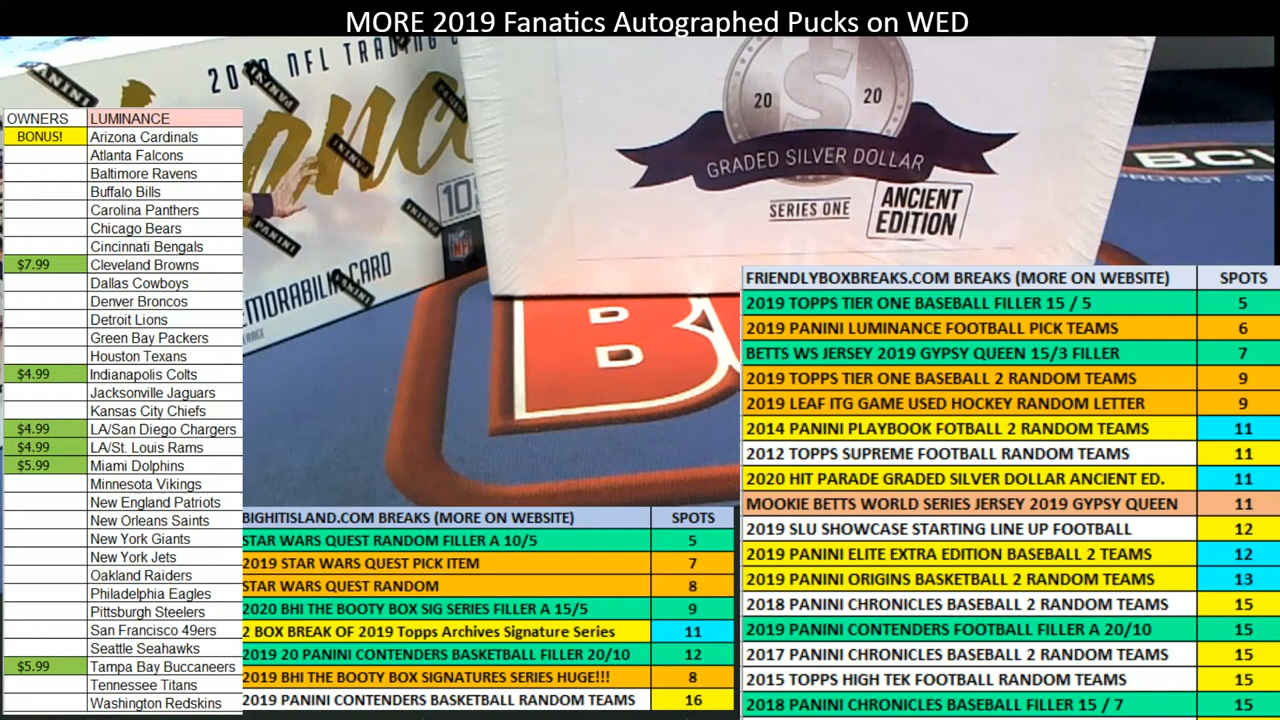 MORE 2019 Fanatics Autographed Pucks on WED
OWNERS LUMINANCE
BONUS! Arizona Cardinals
Atlanta Falcons
Baltimore Ravens
Buffalo Bills
Carolina Panthers
Chicago Bears
Cincinnati Bengals
$7.99 Cleveland Browns
Dallas Cowboys
Denver Broncos
Detroit Lions
Green Bay Packers
Houston Texans
$4.99 Indianapolis Colts
Jacksonville Jaguars
Kansas City Chiefs
$4.99 LA/San Diego Chargers
$4.99 LA/St. Louis Rams
$5.99 Miami Dolphins
Minnesota Vikings
New England Patriots
New Orleans Saints
New York Giants
New York Jets
Oakland Raiders
Philadelphia Eagles
Pittsburgh Steelers
San Francisco 49ers
Seattle Seahawks
$5.99 Tampa Bay Buccaneers
Tennessee Titans
Washington Redskins
NFL TRADING
PANINI
PANINI
PANINI
PANINI
PANINI
PANINI
10
NFL
MEMORABILIA CARD
20 $ 20
GRADED SILVER DOLLAR
SERIES ONE
ANCIENT
EDITION
B
BIGHITISLAND.COM BREAKS (MORE ON WEBSITE) SPOTS
STAR WARS QUEST RANDOM FILLER A 10/5 5
2019 STAR WARS QUEST PICK ITEM 7
STAR WARS QUEST RANDOM 8
2020 BHI THE BOOTY BOX SIG SERIES FILLER A 15/5 9
2 BOX BREAK OF 2019 Topps Archives Signature Series 11
2019 20 PANINI CONTENDERS BASKETBALL FILLER 20/10 12
2019 BHI THE BOOTY BOX SIGNATURES SERIES HUGE!!! 8
2019 PANINI CONTENDERS BASKETBALL RANDOM TEAMS 16
FRIENDLYBOXBREAKS.COM BREAKS (MORE ON WEBSITE) SPOTS
2019 TOPPS TIER ONE BASEBALL FILLER 15 / 5 5
2019 PANINI LUMINANCE FOOTBALL PICK TEAMS 6
BETTS WS JERSEY 2019 GYPSY QUEEN 15/3 FILLER 7
2019 TOPPS TIER ONE BASEBALL 2 RANDOM TEAMS 9
2019 LEAF ITG GAME USED HOCKEY RANDOM LETTER 9
2014 PANINI PLAYBOOK FOTBALL 2 RANDOM TEAMS 11
2012 TOPPS SUPREME FOOTBALL RANDOM TEAMS 11
2020 HIT PARADE GRADED SILVER DOLLAR ANCIENT ED. 11
MOOKIE BETTS WORLD SERIES JERSEY 2019 GYPSY QUEEN 11
2019 SLU SHOWCASE STARTING LINE UP FOOTBALL 12
2019 PANINI ELITE EXTRA EDITION BASEBALL 2 TEAMS 12
2019 PANINI ORIGINS BASKETBALL 2 RANDOM TEAMS 13
2018 PANINI CHRONICLES BASEBALL 2 RANDOM TEAMS 15
2019 PANINI CONTENDERS FOOTBALL FILLER A 20/10 15
2017 PANINI CHRONICLES BASEBALL 2 RANDOM TEAMS 15
2015 TOPPS HIGH TEK FOOTBALL RANDOM TEAMS 15
2018 PANINI CHRONICLES BASEBALL FILLER 15 / 7 15